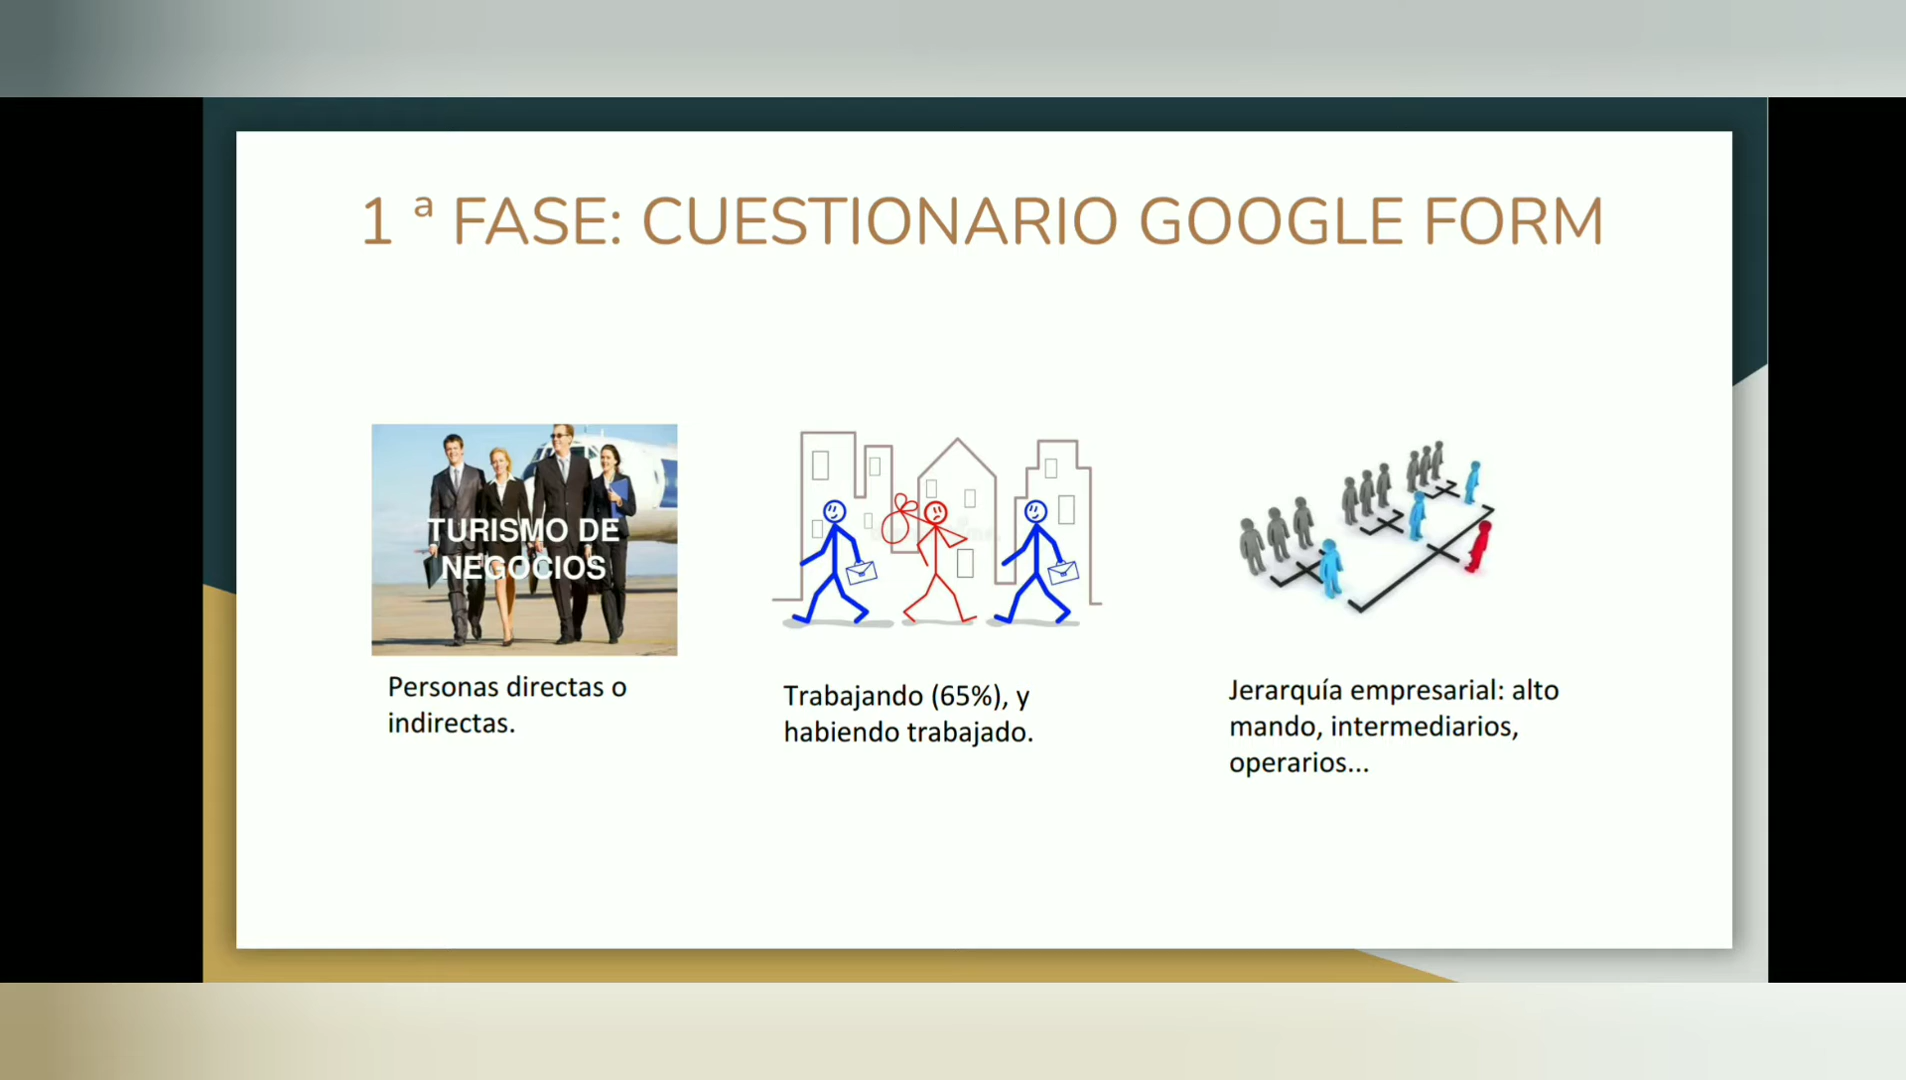 1 ª FASE: CUESTIONARIO GOOGLE FORM
TURISMO DE
NEGOCIOS
Personas directas o
indirectas.
Trabajando (65%), y
habiendo trabajado.
Jerarquía empresarial: alto
mando, intermediarios,
operarios...